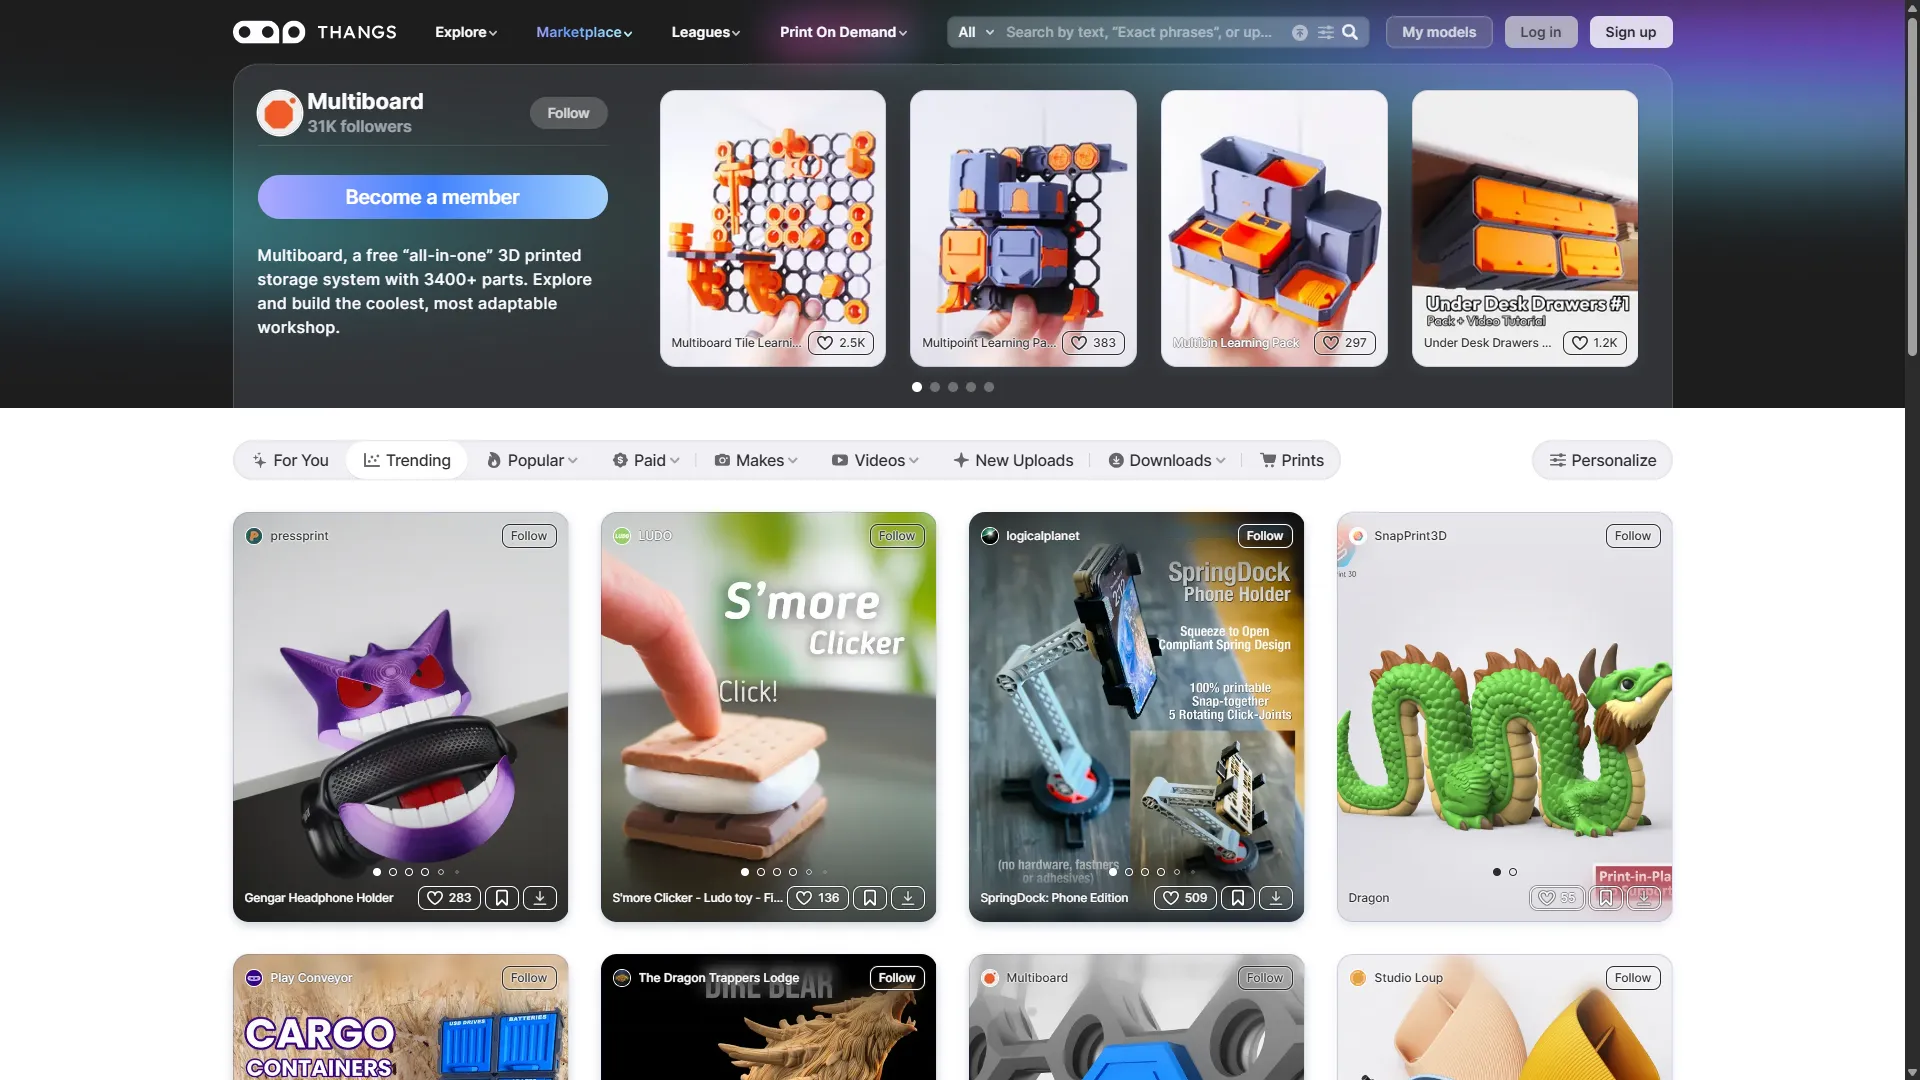 THANGS
Explore
Marketplace
Leagues
Print On Demand
All
Search by text, “Exact phrases”, or up...
My models
Log in
Sign up
Multiboard
31K followers
Follow
Become a member
Multiboard, a free “all-in-one” 3D printed
storage system with 3400+ parts. Explore
and build the coolest, most adaptable
workshop.
Multiboard Tile Learni...
2.5K
Multipoint Learning Pa...
383
Multibin Learning Pack
297
Under Desk Drawers #1
Pack + Video Tutorial
Under Desk Drawers ...
1.2K
For You
Trending
Popular
Paid
Makes
Videos
New Uploads
Downloads
Prints
Personalize
pressprint
Follow
Gengar Headphone Holder
283
LUDO
Follow
S’more
Clicker
Click!
S'more Clicker - Ludo toy - Fi...
136
logicalplanet
Follow
SpringDock
Phone Holder
Squeeze to Open
Compliant Spring Design
100% printable
Snap-together
5 Rotating Click-Joints
(no hardware, fastners
or adhesives)
SpringDock: Phone Edition
509
SnapPrint3D
Follow
int 3D
Print-in-Pla
Dragon
55
Play Conveyor
Follow
CARGO
CONTAINERS
USB DRIVES
BATTERIES
The Dragon Trappers Lodge
Follow
DIRE BEAR
Multiboard
Follow
Studio Loup
Follow